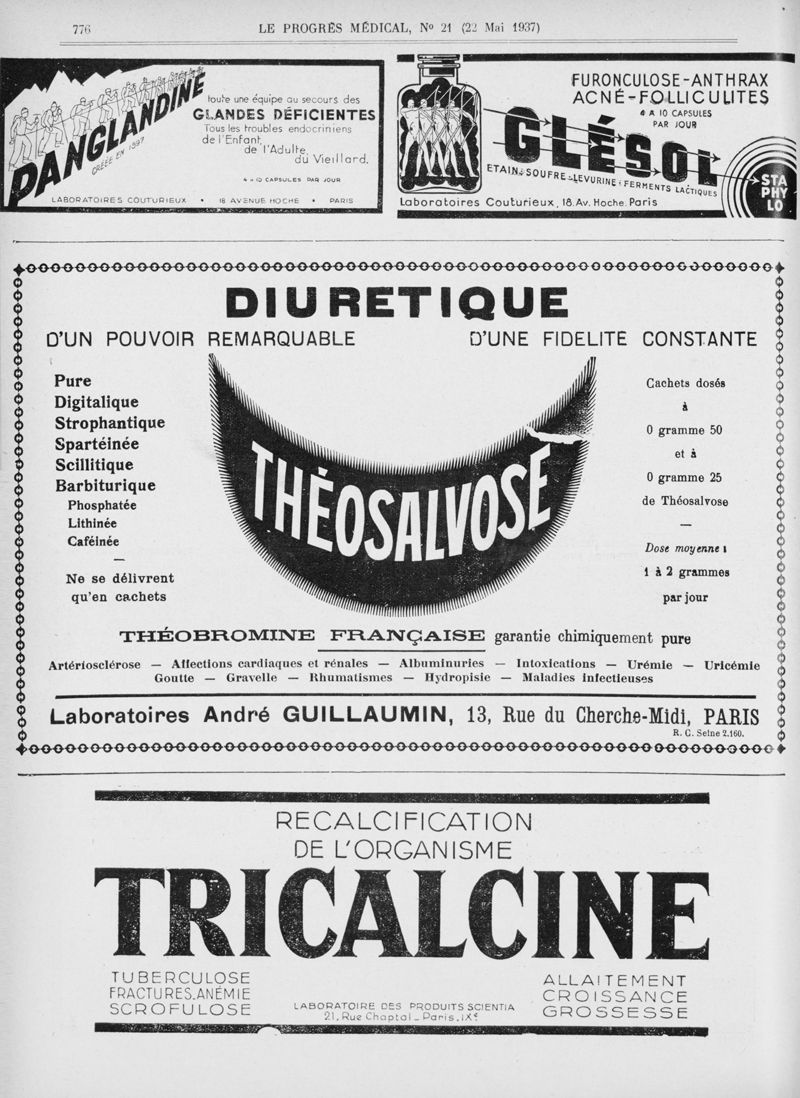 776
LE PROGRÈS MÉDICAL, No 21 (22 Mai 1937)
PANGLANDINE
CRÉÉE EN 1897
toute une équipe au secours des
GLANDES DÉFICIENTES
Tous les troubles endocriniens
de l'Enfant,
de l'Adulte,
du Vieillard.
4 à 10 CAPSULES PAR JOUR
LABORATOIRES COUTURIEUX • 18 AVENUE HOCHE • PARIS
FURONCULOSE-ANTHRAX
ACNÉ-FOLLICULITES
4 A 10 CAPSULES
PAR JOUR
GLÉSOL
ETAIN-SOUFRE-LEVURINE-FERMENTS LACTIQUES
STA
PHY
LO
Laboratoires Couturieux, 18, Av. Hoche. Paris
DIURETIQUE
D'UN POUVOIR REMARQUABLE
D'UNE FIDELITE CONSTANTE
Pure
Digitalique
Strophantique
Spartéinée
Scillitique
Barbiturique
Phosphatée
Lithinée
Caféinée
—
Ne se délivrent
qu'en cachets
THÉOSALVOSE
Cachets dosés
à
0 gramme 50
et à
0 gramme 25
de Théosalvose
—
Dose moyenne :
1 à 2 grammes
par jour
THÉOBROMINE FRANÇAISE garantie chimiquement pure
Artériosclérose — Affections cardiaques et rénales — Albuminuries — Intoxications — Urémie — Uricémie
Goutte — Gravelle — Rhumatismes — Hydropisie — Maladies infectieuses
Laboratoires André GUILLAUMIN, 13, Rue du Cherche-Midi, PARIS
R. C. Seine 2.160.
RECALCIFICATION
DE L'ORGANISME
TRICALCINE
TUBERCULOSE
FRACTURES_ANÉMIE
SCROFULOSE
LABORATOIRE DES PRODUITS SCIENTIA
21, Rue Chaptal_Paris. IXe
ALLAITEMENT
CROISSANCE
GROSSESSE